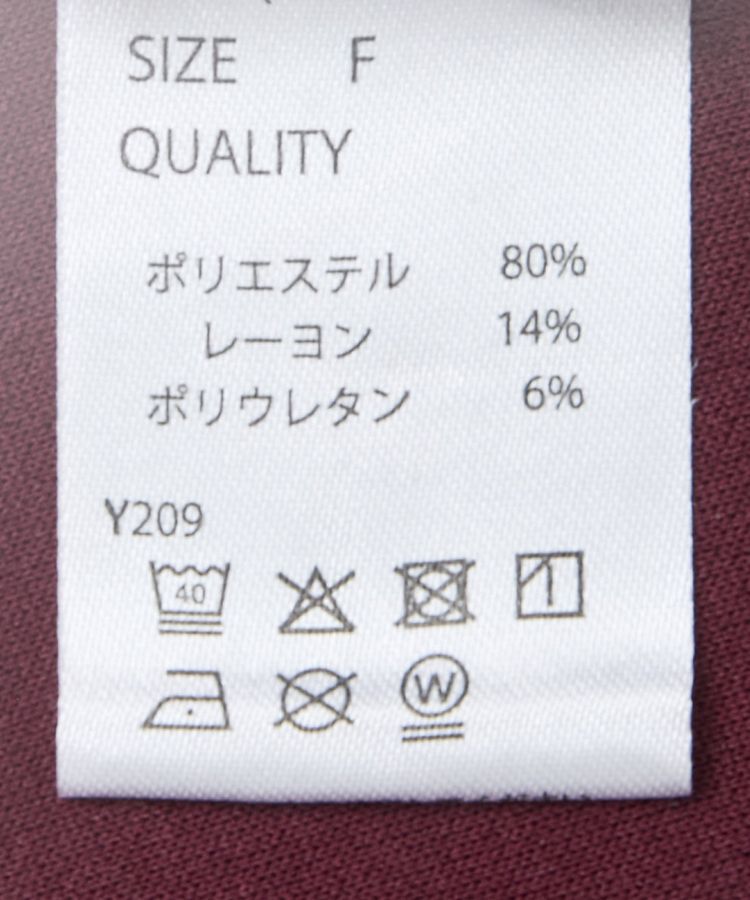 SIZE F
QUALITY
ポリエステル 80%
レーヨン 14%
ポリウレタン 6%
Y209
40
W